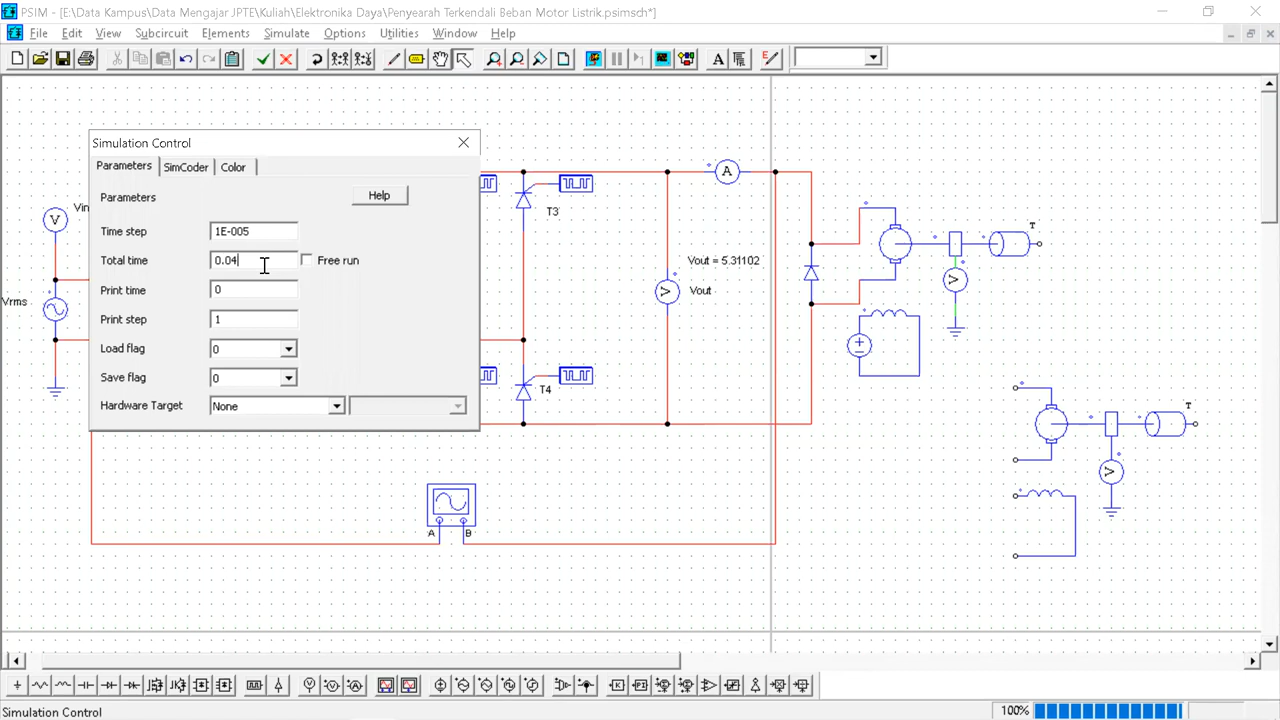 PSIM - [E:\Data Kampus\Data Mengajar JPTE\Kuliah\Elektronika Daya\Penyearah Terkendali Beban Motor Listrik.psimsch*]
File Edit View Subcircuit Elements Simulate Options Utilities Window Help
Simulation Control
Parameters SimCoder Color
Parameters Help
Time step 1E-005
Total time 0.04 Free run
Print time 0
Print step 1
Load flag 0
Save flag 0
Hardware Target None
V
Vin
Vrms
T3
T4
A
Vout = 5.31102
V
Vout
T
V
T
V
A B
100%
Simulation Control